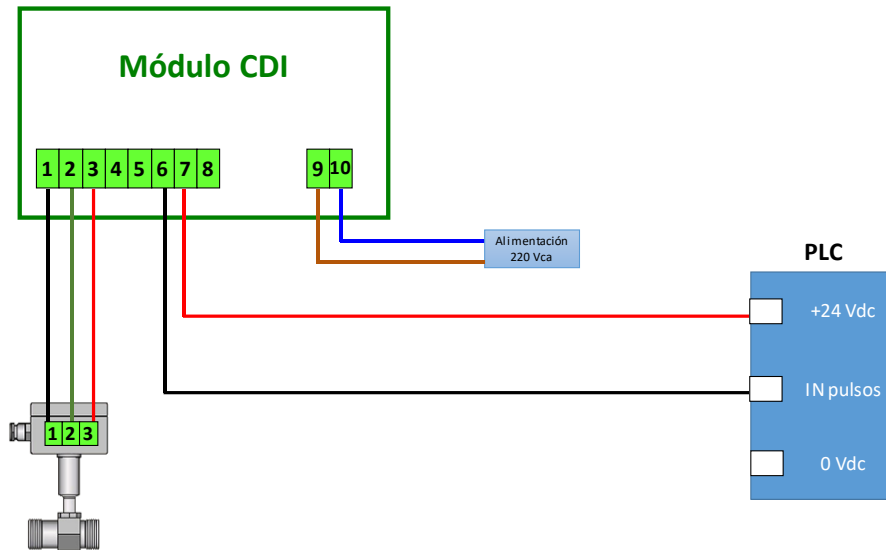 Módulo CDI
1 2 3 4 5 6 7 8 9 10
Alimentación
220 Vca
PLC
+24 Vdc
IN pulsos
0 Vdc
1 2 3